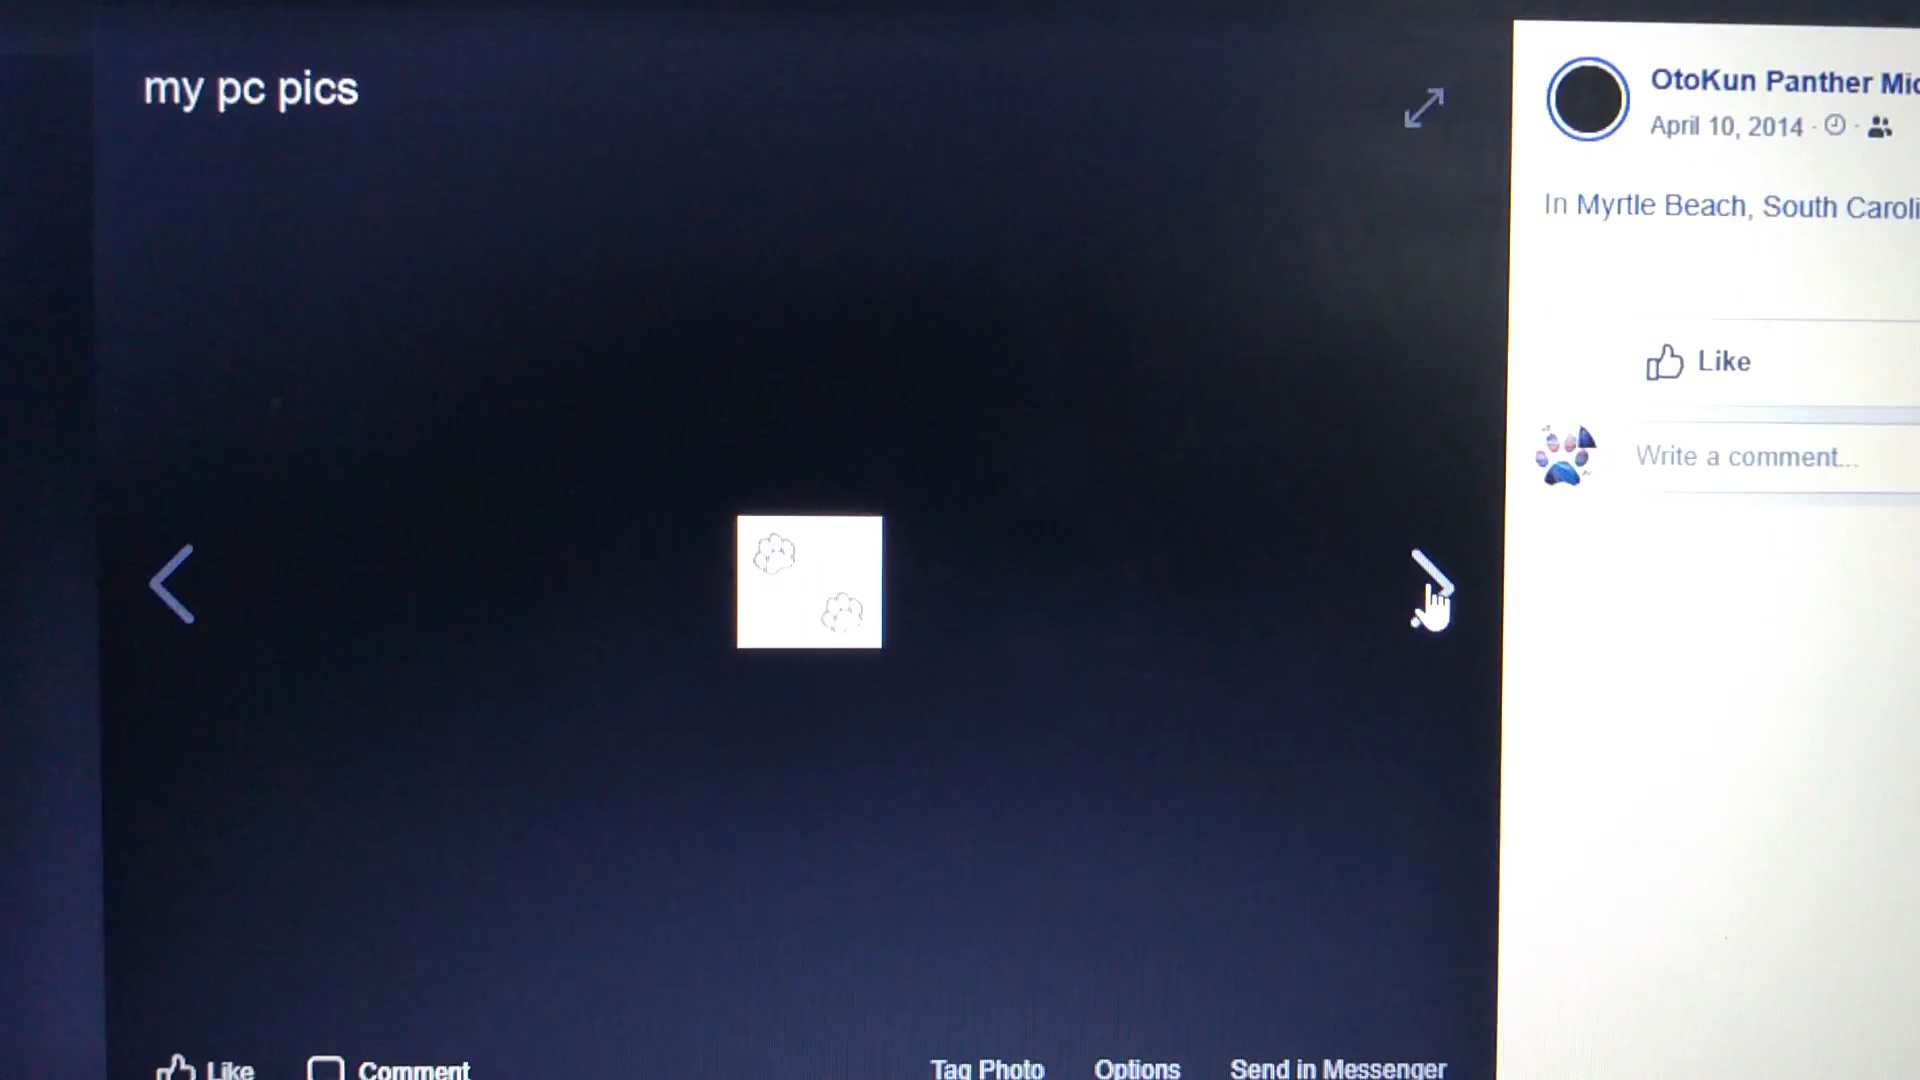 my pc pics
OtoKun Panther Mic
April 10, 2014
In Myrtle Beach, South Caroli
Like
Write a comment...
Like Comment Tag Photo Options Send in Messenger